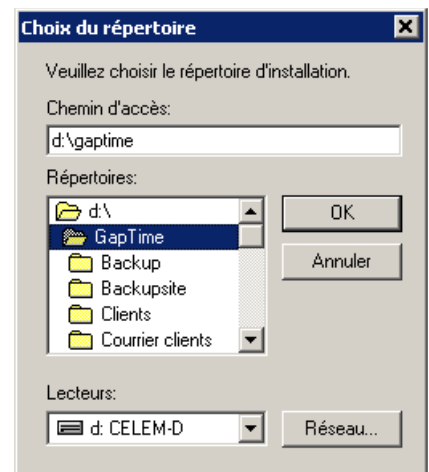 Choix du répertoire
Veuillez choisir le répertoire d'installation.
Chemin d'accès:
d:\gaptime
Répertoires:
d:\
GapTime
Backup
Backupsite
Clients
Courrier clients
OK
Annuler
Lecteurs:
d: CELEM-D
Réseau...